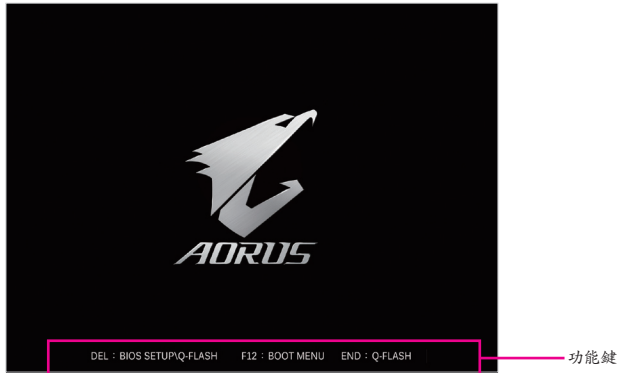 AORUS
DEL：BIOS SETUP\Q-FLASH F12：BOOT MENU END：Q-FLASH
功能鍵